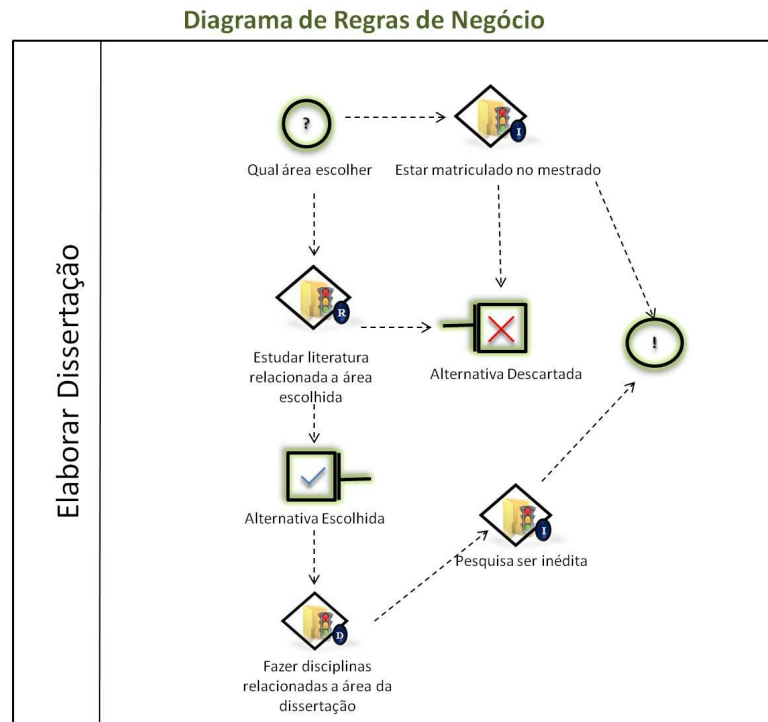 Diagrama de Regras de Negócio
Elaborar Dissertação
?
I
Qual área escolher
Estar matriculado no mestrado
R
!
Estudar literatura
relacionada a área
escolhida
Alternativa Descartada
Alternativa Escolhida
I
Pesquisa ser inédita
D
Fazer disciplinas
relacionadas a área da
dissertação